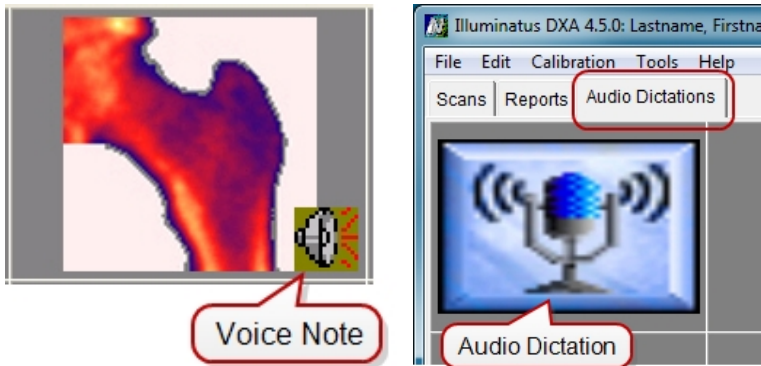 Voice Note
Illuminatus DXA 4.5.0: Lastname, Firstna
File Edit Calibration Tools Help
Scans Reports Audio Dictations
Audio Dictation